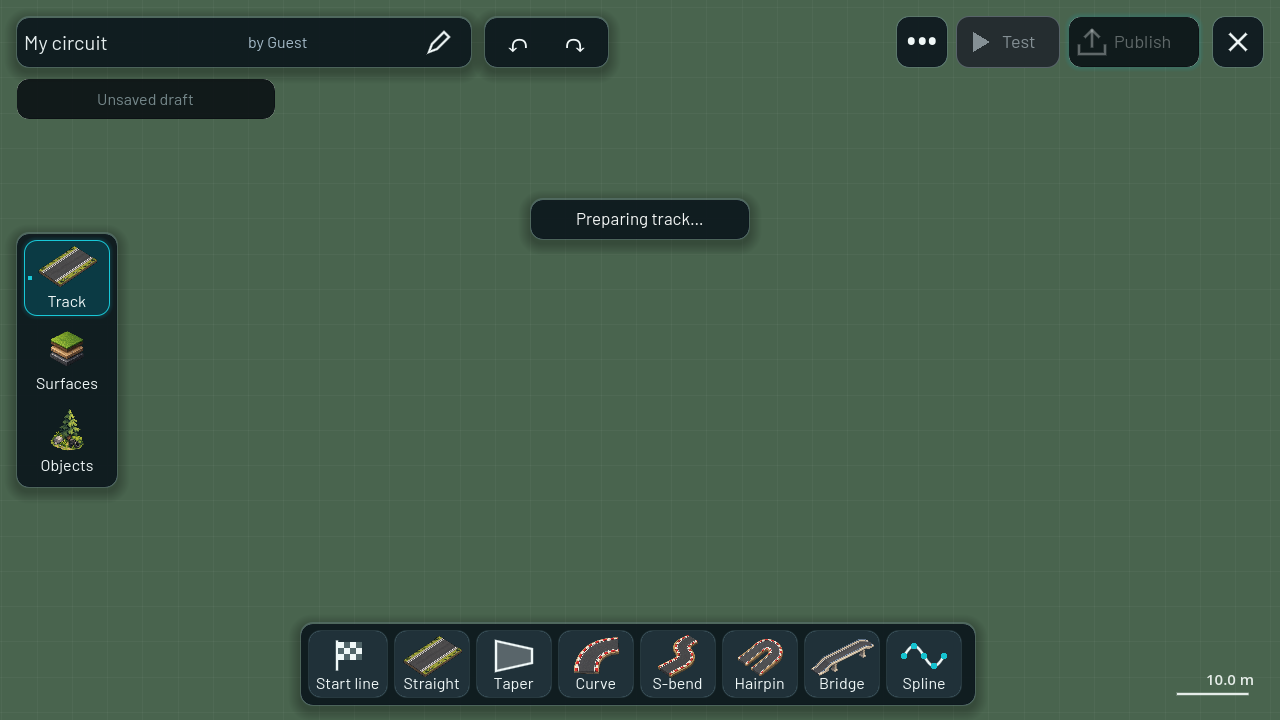 My circuit
by Guest
Test
Publish
Unsaved draft
Preparing track...
Track
Surfaces
Objects
Start line
Straight
Taper
Curve
S-bend
Hairpin
Bridge
Spline
10.0 m